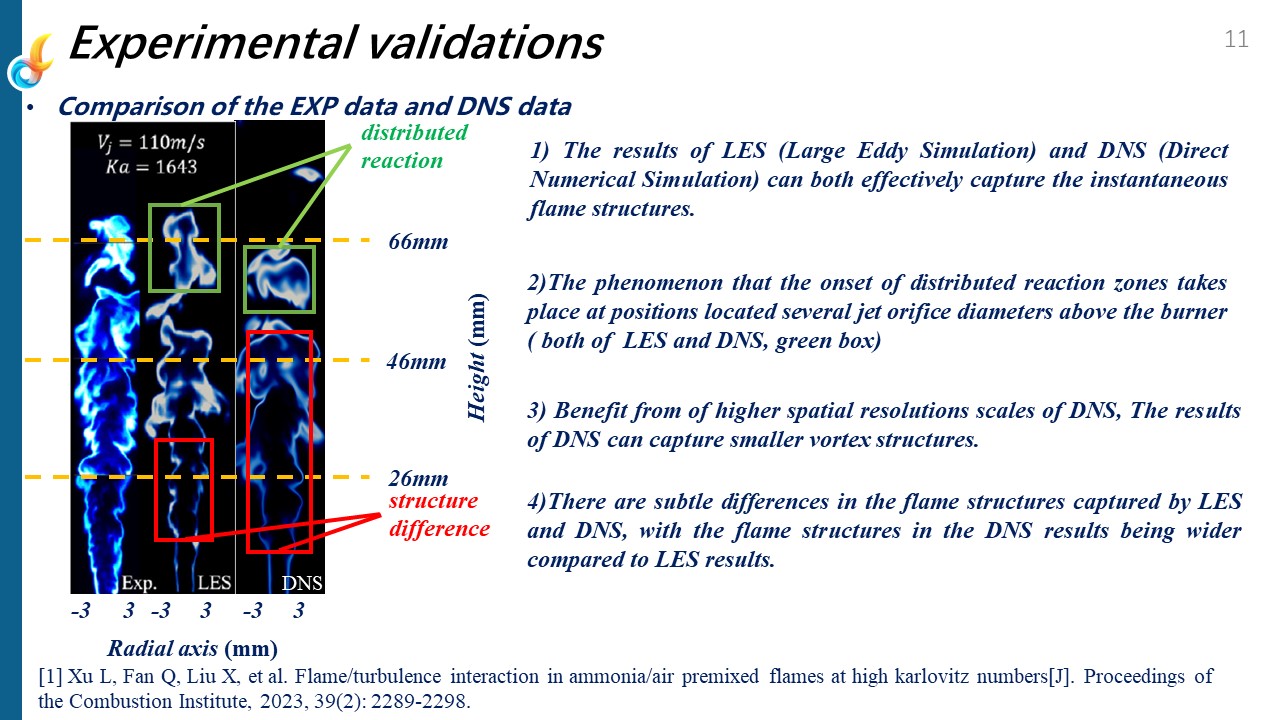 Experimental validations
11
• Comparison of the EXP data and DNS data
V_j = 110m/s
Ka = 1643
distributed
reaction
66mm
46mm
26mm
Height (mm)
structure
difference
Exp.
LES
DNS
-3 3 -3 3 -3 3
Radial axis (mm)
1) The results of LES (Large Eddy Simulation) and DNS (Direct
Numerical Simulation) can both effectively capture the instantaneous
flame structures.
2)The phenomenon that the onset of distributed reaction zones takes
place at positions located several jet orifice diameters above the burner
( both of LES and DNS, green box)
3) Benefit from of higher spatial resolutions scales of DNS, The results
of DNS can capture smaller vortex structures.
4)There are subtle differences in the flame structures captured by LES
and DNS, with the flame structures in the DNS results being wider
compared to LES results.
[1] Xu L, Fan Q, Liu X, et al. Flame/turbulence interaction in ammonia/air premixed flames at high karlovitz numbers[J]. Proceedings of
the Combustion Institute, 2023, 39(2): 2289-2298.